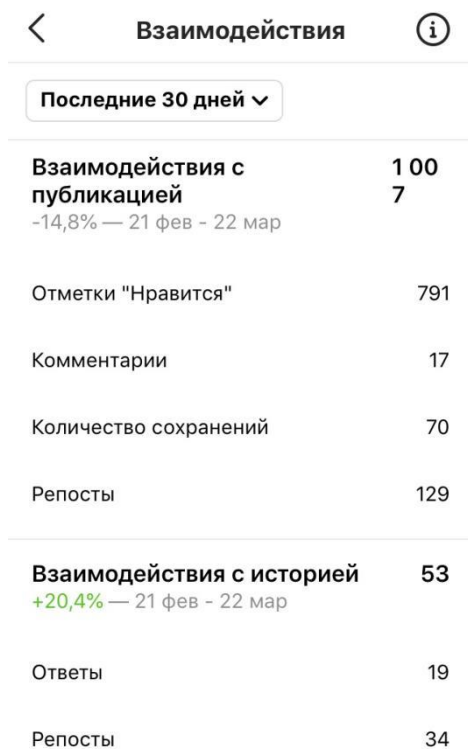 Взаимодействия
Последние 30 дней
Взаимодействия с 1 00
публикацией 7
-14,8% — 21 фев - 22 мар
Отметки "Нравится" 791
Комментарии 17
Количество сохранений 70
Репосты 129
Взаимодействия с историей 53
+20,4% — 21 фев - 22 мар
Ответы 19
Репосты 34